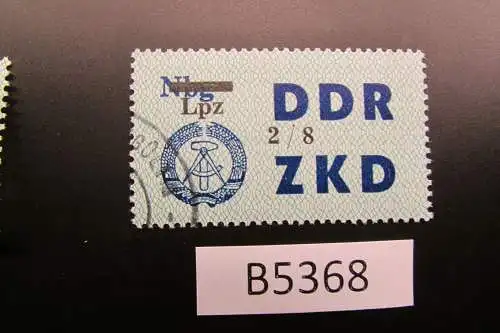 Nbg
Lpz
DDR
2/8
ZKD
B5368